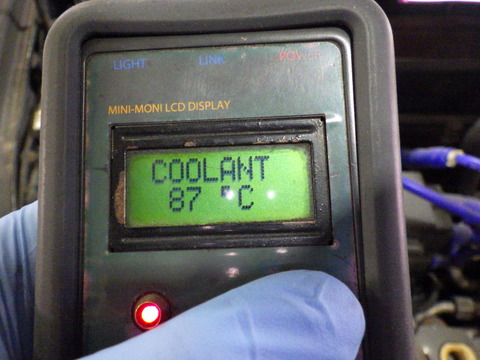 LIGHT LINK POWER
MINI-MONI LCD DISPLAY
COOLANT
87 °C